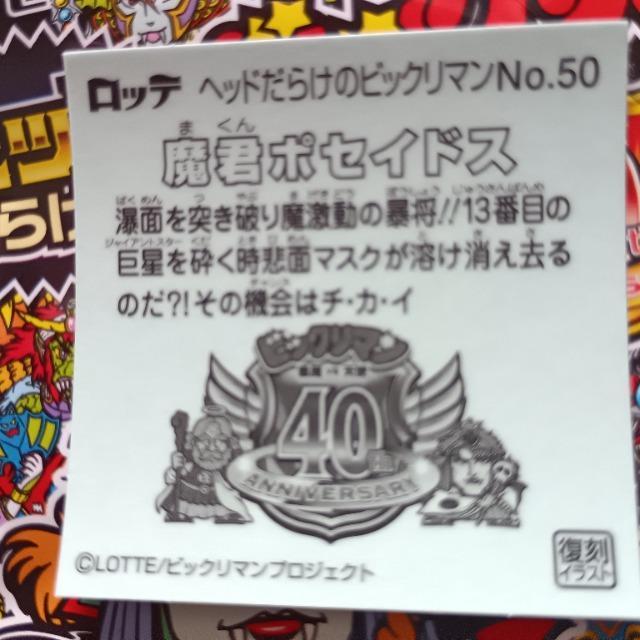 ロッテ ヘッドだらけのビックリマンNo.50
まくん
魔君ポセイドス
ばくめん つ やぶ まげきどう ぼうしょう じゅうさんばんめ
瀑面を突き破り魔激動の暴将!!13番目の
ジャイアントスター くだ ときひめん と き さ
巨星を砕く時悲面マスクが溶け消え去る
チャンス
のだ?!その機会はチ・カ・イ
ビックリマン
悪魔 VS 天使
40
周年
ANNIVERSARY
©LOTTE/ビックリマンプロジェクト
復刻
イラスト